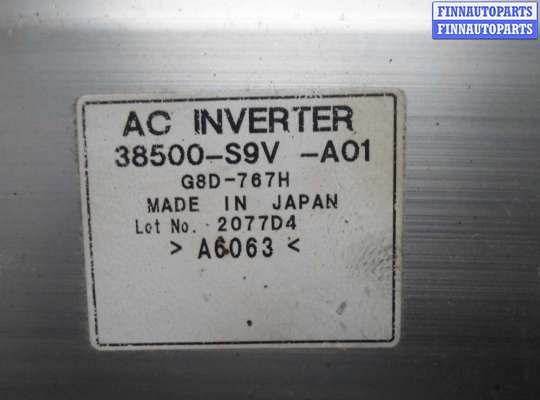 FINNAUTOPARTS
FINNAUTOPARTS
AC INVERTER
38500-S9V -A01
G8D-767H
MADE IN JAPAN
Lot No. 2077D4
> A6063 <